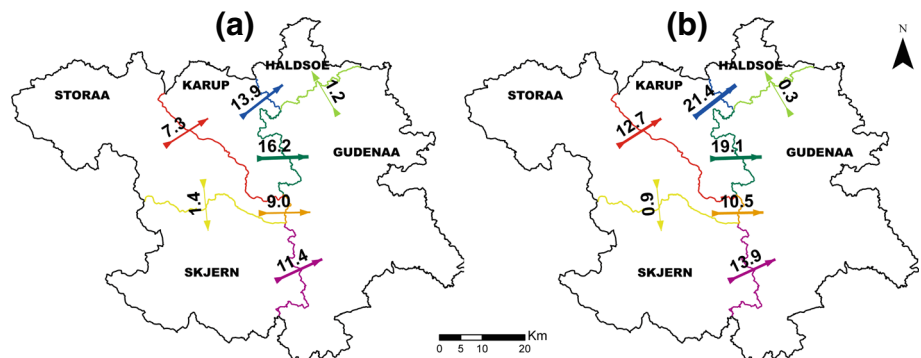 (a)
HALDSOE
KARUP
STORAA
13.9
1.2
7.3
16.2
1.4
9.0
SKJERN
11.4
GUDENAA
Km
0 5 10 20
(b)
N
HALDSOE
KARUP
STORAA
21.4
0.3
12.7
19.1
GUDENAA
0.9
10.5
SKJERN
13.9